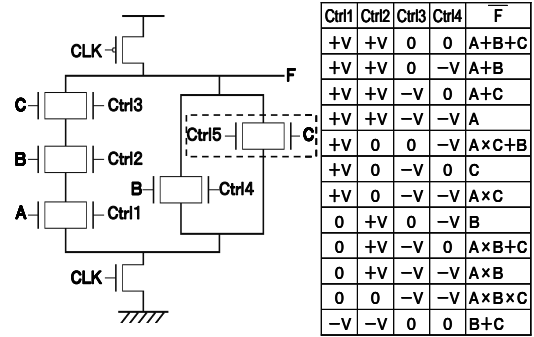 CLK
F
C
Ctrl3
Ctrl5
C
B
Ctrl2
B
Ctrl4
A
Ctrl1
CLK
Ctrl1 Ctrl2 Ctrl3 Ctrl4 F̅
+V +V 0 0 A+B+C
+V +V 0 −V A+B
+V +V −V 0 A+C
+V +V −V −V A
+V 0 0 −V A×C+B
+V 0 −V 0 C
+V 0 −V −V A×C
0 +V 0 −V B
0 +V −V 0 A×B+C
0 +V −V −V A×B
0 0 −V −V A×B×C
−V −V 0 0 B+C